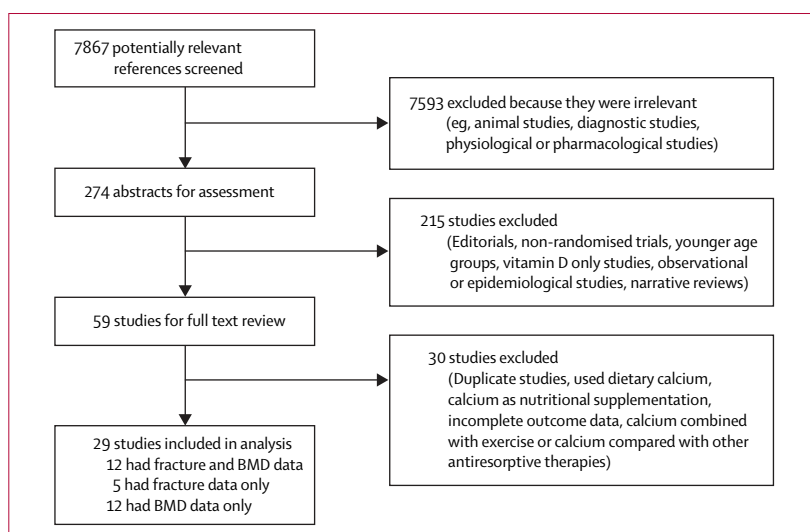 7867 potentially relevant
references screened
7593 excluded because they were irrelevant
(eg, animal studies, diagnostic studies,
physiological or pharmacological studies)
274 abstracts for assessment
215 studies excluded
(Editorials, non-randomised trials, younger age
groups, vitamin D only studies, observational
or epidemiological studies, narrative reviews)
59 studies for full text review
30 studies excluded
(Duplicate studies, used dietary calcium,
calcium as nutritional supplementation,
incomplete outcome data, calcium combined
with exercise or calcium compared with other
antiresorptive therapies)
29 studies included in analysis
12 had fracture and BMD data
5 had fracture data only
12 had BMD data only